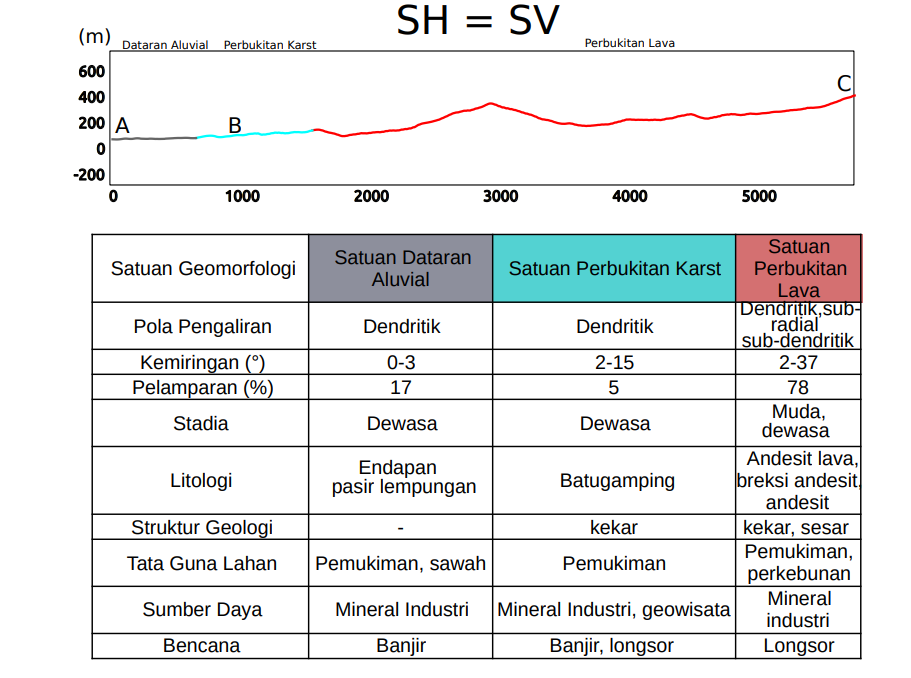 SH = SV
(m)
Dataran Aluvial
Perbukitan Karst
Perbukitan Lava
600
400
200
0
-200
A
B
C
0
1000
2000
3000
4000
5000
Satuan Geomorfologi
Satuan Dataran
Aluvial
Satuan Perbukitan Karst
Satuan
Perbukitan
Lava
Pola Pengaliran
Dendritik
Dendritik
Dendritik,sub-
radial
sub-dendritik
Kemiringan (°)
0-3
2-15
2-37
Pelamparan (%)
17
5
78
Stadia
Dewasa
Dewasa
Muda,
dewasa
Litologi
Endapan
pasir lempungan
Batugamping
Andesit lava,
breksi andesit,
andesit
Struktur Geologi
-
kekar
kekar, sesar
Tata Guna Lahan
Pemukiman, sawah
Pemukiman
Pemukiman,
perkebunan
Sumber Daya
Mineral Industri
Mineral Industri, geowisata
Mineral
industri
Bencana
Banjir
Banjir, longsor
Longsor